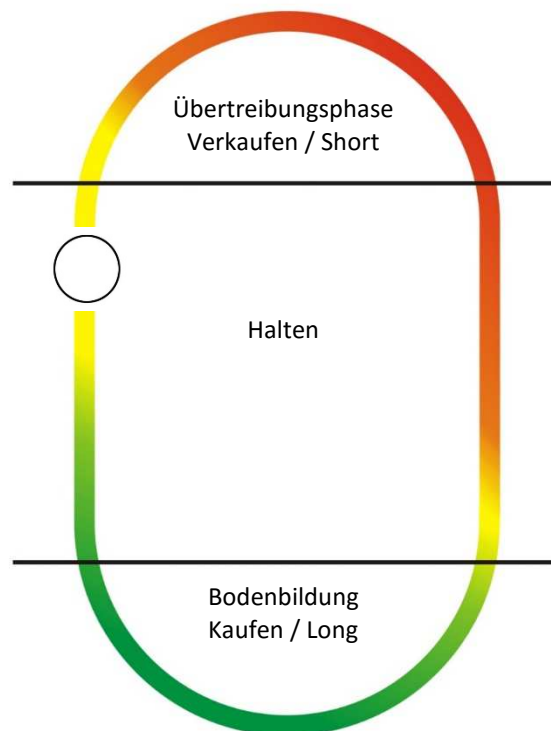 Übertreibungsphase
Verkaufen / Short
Halten
Bodenbildung
Kaufen / Long